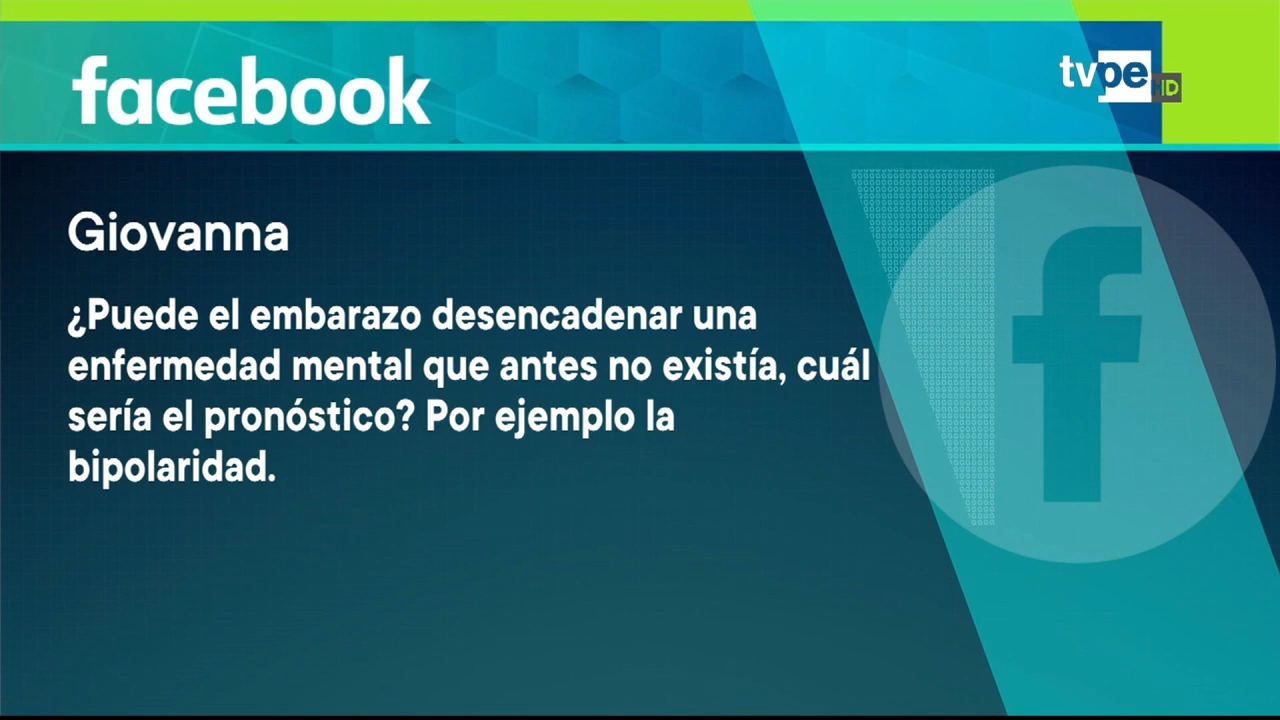 facebook
tvpe HD
Giovanna
¿Puede el embarazo desencadenar una
enfermedad mental que antes no existía, cuál
sería el pronóstico? Por ejemplo la
bipolaridad.